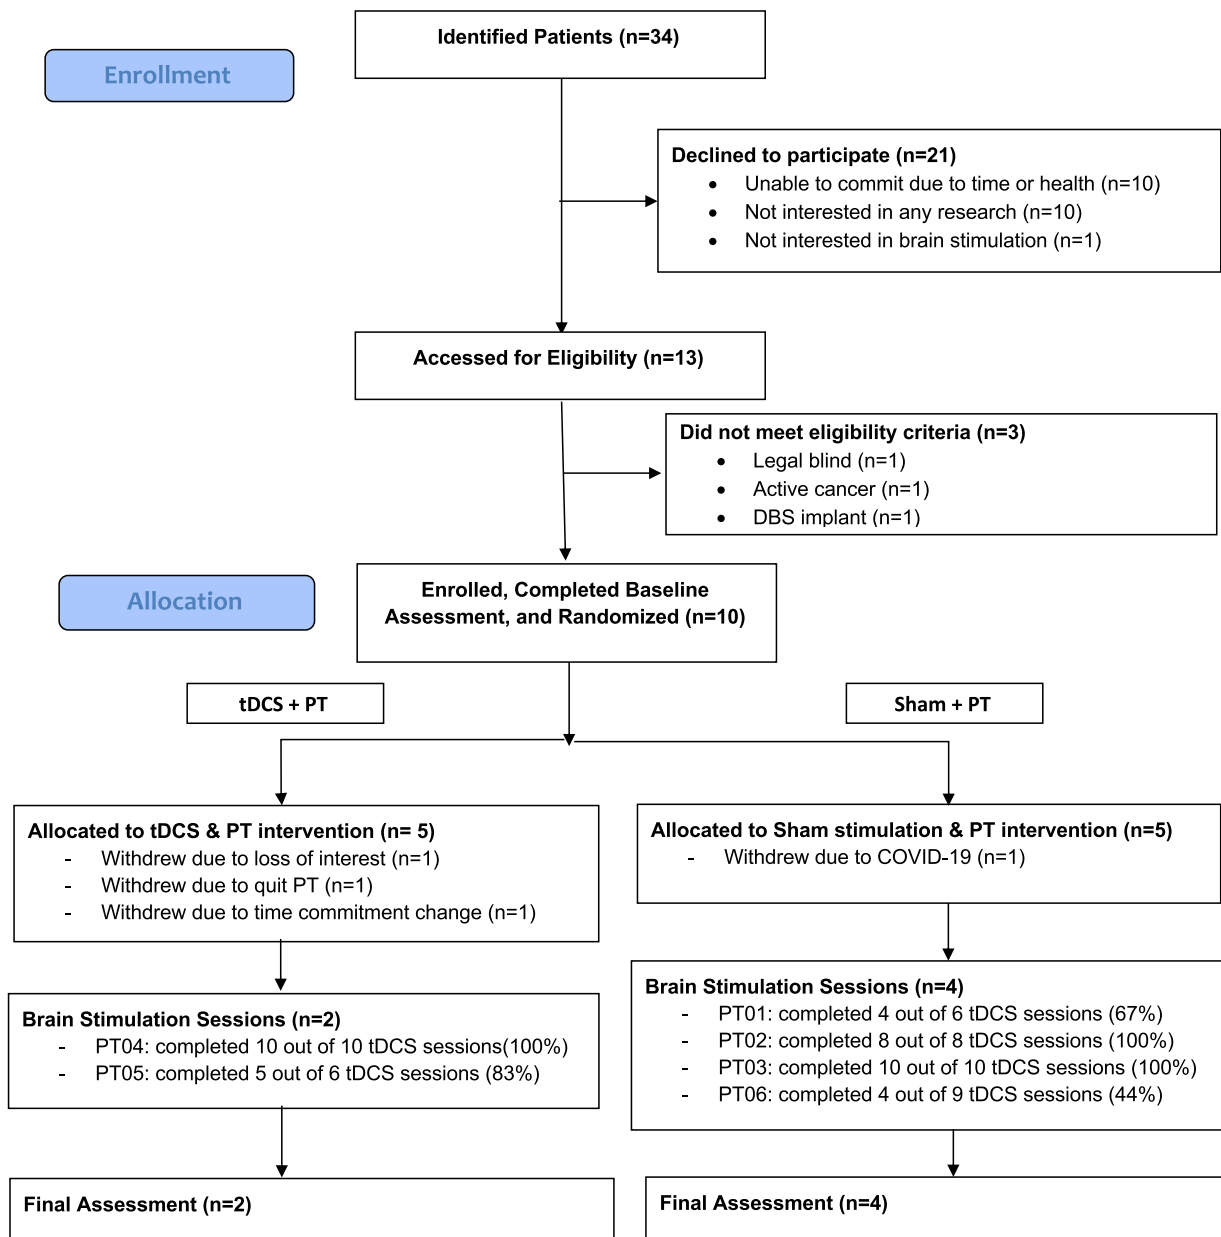 Identified Patients (n=34)
Enrollment
Declined to participate (n=21)
• Unable to commit due to time or health (n=10)
• Not interested in any research (n=10)
• Not interested in brain stimulation (n=1)
Accessed for Eligibility (n=13)
Did not meet eligibility criteria (n=3)
• Legal blind (n=1)
• Active cancer (n=1)
• DBS implant (n=1)
Allocation
Enrolled, Completed Baseline
Assessment, and Randomized (n=10)
tDCS + PT
Sham + PT
Allocated to tDCS & PT intervention (n= 5)
- Withdrew due to loss of interest (n=1)
- Withdrew due to quit PT (n=1)
- Withdrew due to time commitment change (n=1)
Allocated to Sham stimulation & PT intervention (n=5)
- Withdrew due to COVID-19 (n=1)
Brain Stimulation Sessions (n=2)
- PT04: completed 10 out of 10 tDCS sessions(100%)
- PT05: completed 5 out of 6 tDCS sessions (83%)
Brain Stimulation Sessions (n=4)
- PT01: completed 4 out of 6 tDCS sessions (67%)
- PT02: completed 8 out of 8 tDCS sessions (100%)
- PT03: completed 10 out of 10 tDCS sessions (100%)
- PT06: completed 4 out of 9 tDCS sessions (44%)
Final Assessment (n=2)
Final Assessment (n=4)